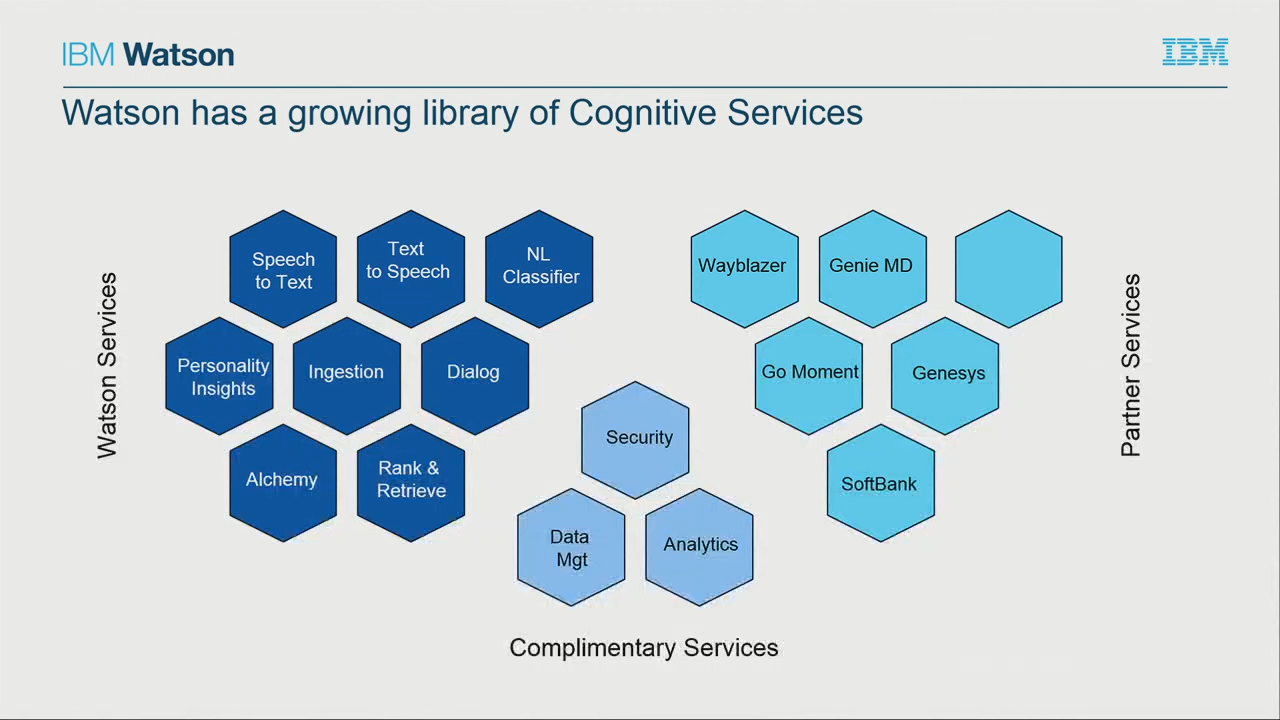 IBM Watson
IBM
Watson has a growing library of Cognitive Services
Watson Services
Speech
to Text
Text
to Speech
NL
Classifier
Personality
Insights
Ingestion
Dialog
Alchemy
Rank &
Retrieve
Security
Data
Mgt
Analytics
Complimentary Services
Wayblazer
Genie MD
Go Moment
Genesys
SoftBank
Partner Services